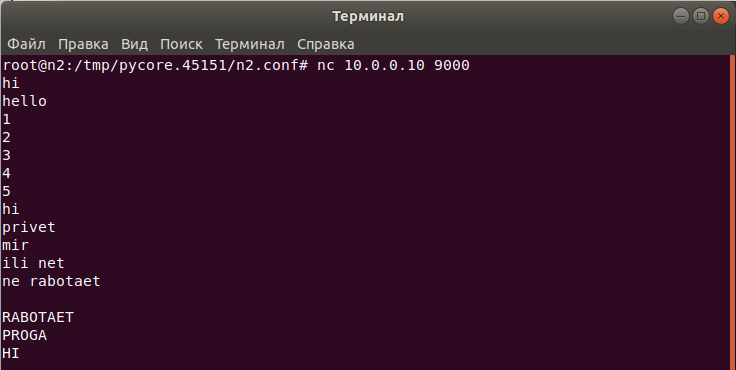 Терминал
Файл Правка Вид Поиск Терминал Справка
root@n2:/tmp/pycore.45151/n2.conf# nc 10.0.0.10 9000
hi
hello
1
2
3
4
5
hi
privet
mir
ili net
ne rabotaet

RABOTAET
PROGA
HI